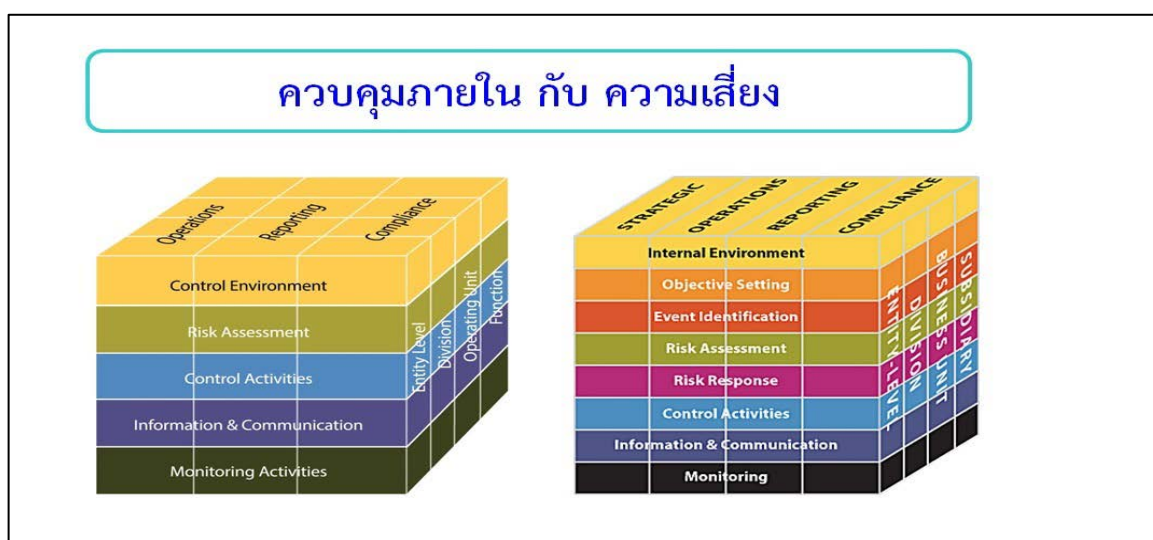 ควบคุมภายใน กับ ความเสี่ยง
Operations
Reporting
Compliance
Control Environment
Risk Assessment
Control Activities
Information & Communication
Monitoring Activities
Entity Level
Division
Operating Unit
Function
STRATEGIC
OPERATIONS
REPORTING
COMPLIANCE
Internal Environment
Objective Setting
Event Identification
Risk Assessment
Risk Response
Control Activities
Information & Communication
Monitoring
ENTITY-LEVEL
DIVISION
BUSINESS UNIT
SUBSIDIARY